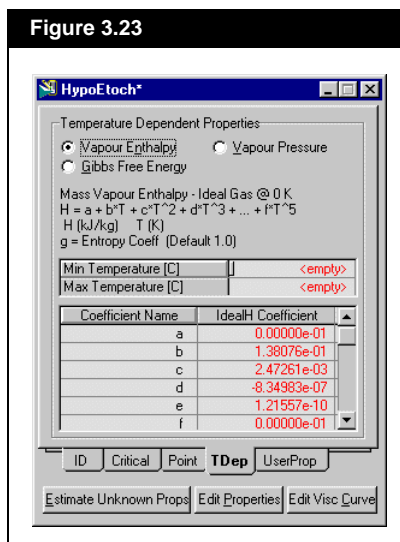 Figure 3.23
HypoEtoch*
Temperature Dependent Properties
Vapour Enthalpy Vapour Pressure
Gibbs Free Energy
Mass Vapour Enthalpy - Ideal Gas @ 0 K
H = a + b*T + c*T^2 + d*T^3 + ... + f*T^5
H (kJ/kg) T (K)
g = Entropy Coeff (Default 1.0)
Min Temperature [C] <empty>
Max Temperature [C] <empty>
Coefficient Name IdealH Coefficient
a 0.00000e-01
b 1.38076e-01
c 2.47261e-03
d -8.34983e-07
e 1.21557e-10
f 0.00000e-01
ID Critical Point TDep UserProp
Estimate Unknown Props Edit Properties Edit Visc Curve